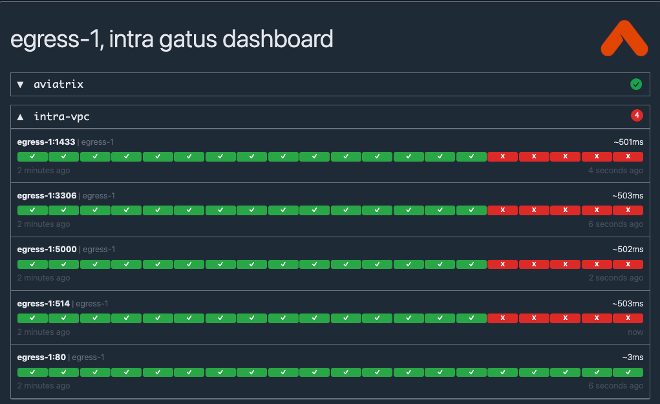 egress-1, intra gatus dashboard
▼ aviatrix
▲ intra-vpc 4
egress-1:1433 | egress-1 ~501ms
2 minutes ago 4 seconds ago
egress-1:3306 | egress-1 ~503ms
2 minutes ago 6 seconds ago
egress-1:5000 | egress-1 ~502ms
2 minutes ago 2 seconds ago
egress-1:514 | egress-1 ~503ms
2 minutes ago now
egress-1:80 | egress-1 ~3ms
2 minutes ago 6 seconds ago